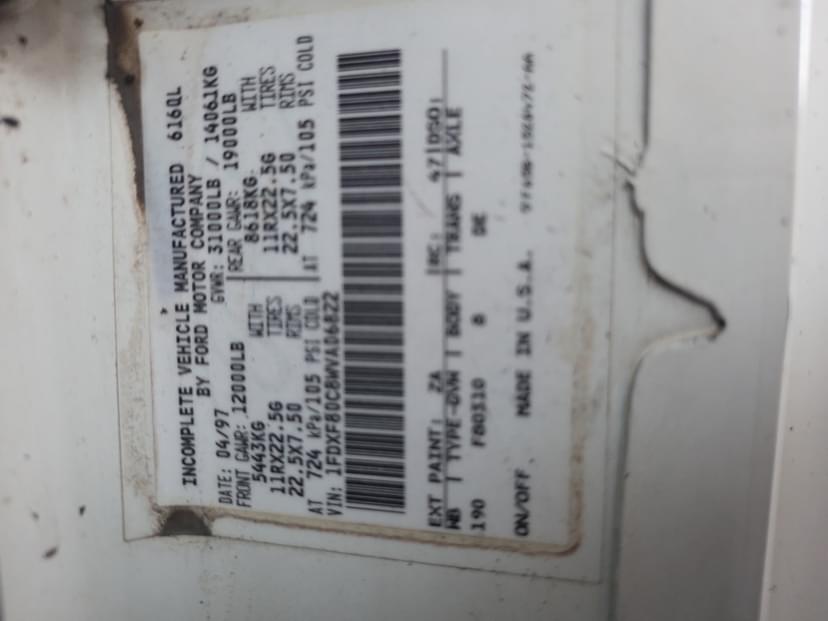 INCOMPLETE VEHICLE MANUFACTURED 616QL
BY FORD MOTOR COMPANY
DATE: 04/97 GVWR: 31000LB / 14061KG
FRONT GAWR: 12000LB REAR GAWR: 19000LB
5443KG WITH 8618KG WITH
11RX22.5G TIRES 11RX22.5G TIRES
22.5X7.50 RIMS 22.5X7.50 RIMS
AT 724 kPa/105 PSI COLD AT 724 kPa/105 PSI COLD
VIN: 1FDXF80C8WVA06822
EXT PAINT: ZA RC: 47 DSO:
WB TYPE-GVW BODY TRANS AXLE
190 F80310 DE
ON/OFF MADE IN U.S.A.